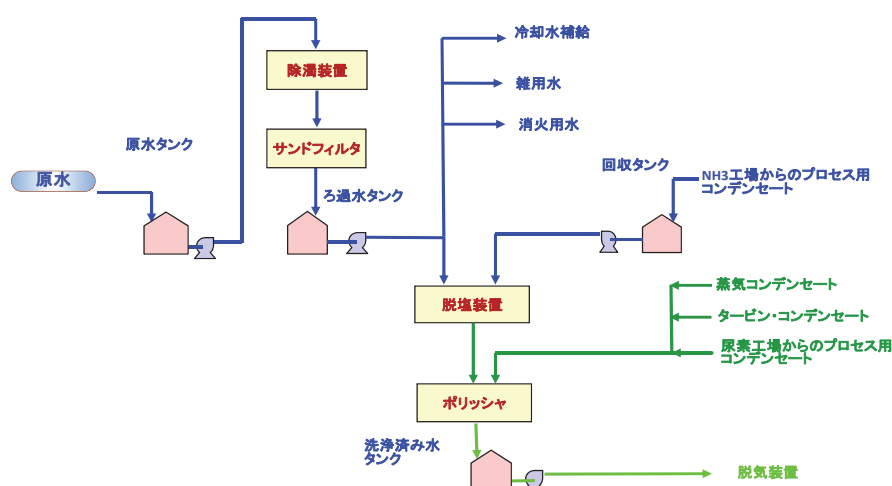 冷却水補給
除濁装置
雑用水
消火用水
原水タンク
サンドフィルタ
回収タンク
原水
NH3工場からのプロセス用
コンデンセート
ろ過水タンク
蒸気コンデンセート
脱塩装置
タービン・コンデンセート
尿素工場からのプロセス用
コンデンセート
ポリッシャ
洗浄済み水
タンク
脱気装置